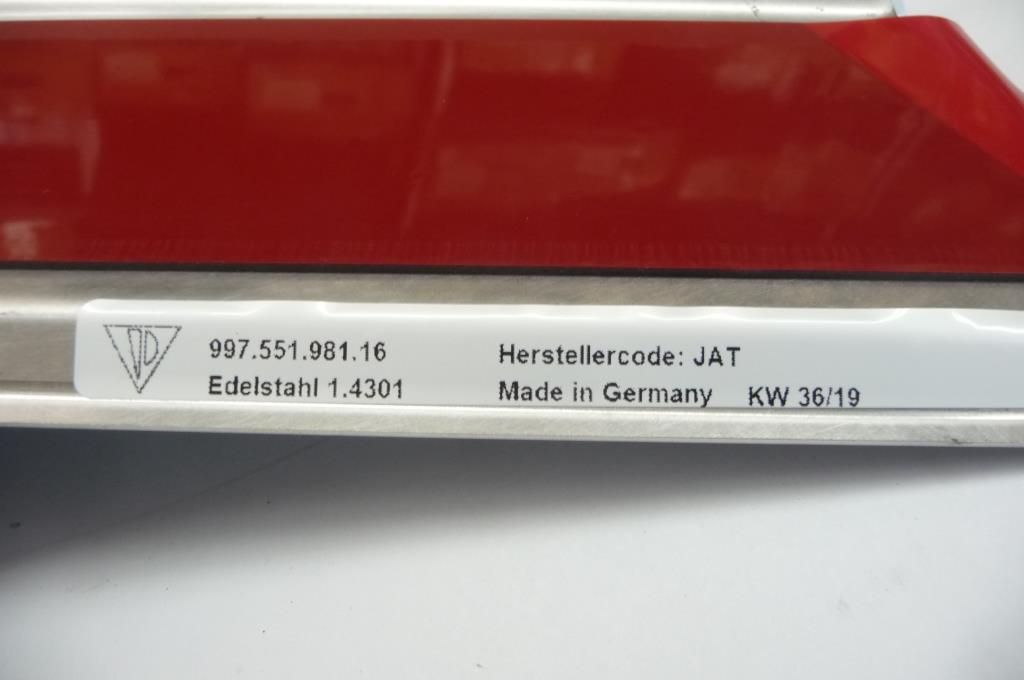 997.551.981.16
Edelstahl 1.4301
Herstellercode: JAT
Made in Germany KW 36/19